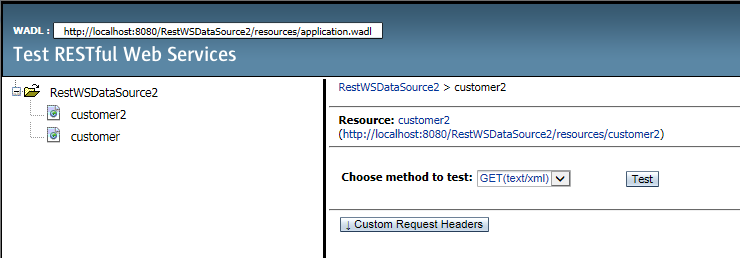 WADL : http://localhost:8080/RestWSDataSource2/resources/application.wadl
Test RESTful Web Services
RestWSDataSource2
customer2
customer
RestWSDataSource2 > customer2
Resource: customer2
(http://localhost:8080/RestWSDataSource2/resources/customer2)
Choose method to test: GET(text/xml) Test
↓ Custom Request Headers